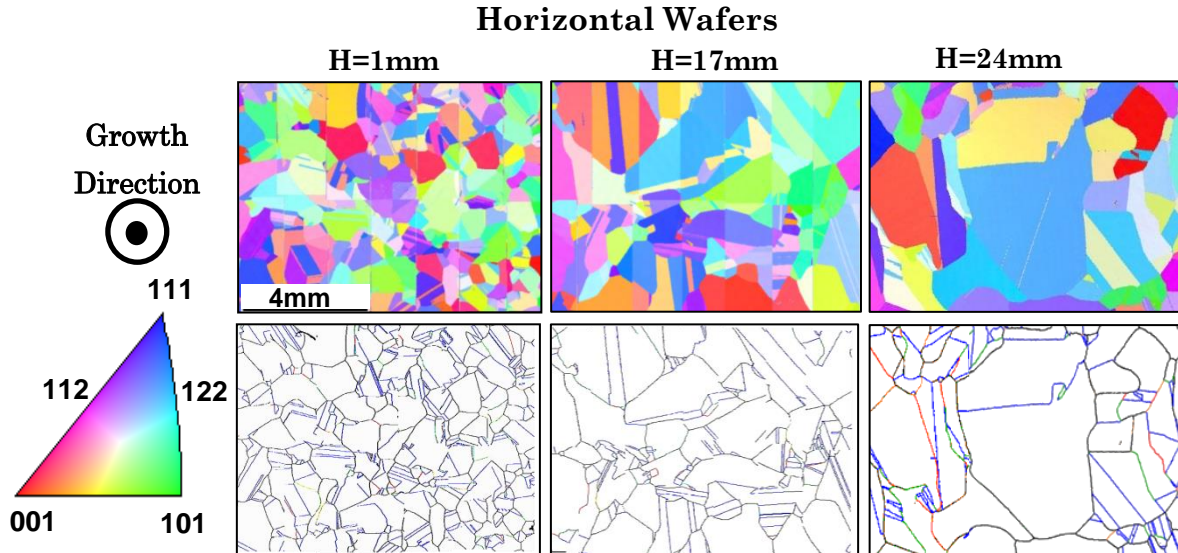 Horizontal Wafers
H=1mm
H=17mm
H=24mm
Growth
Direction
4mm
111
112
122
001
101